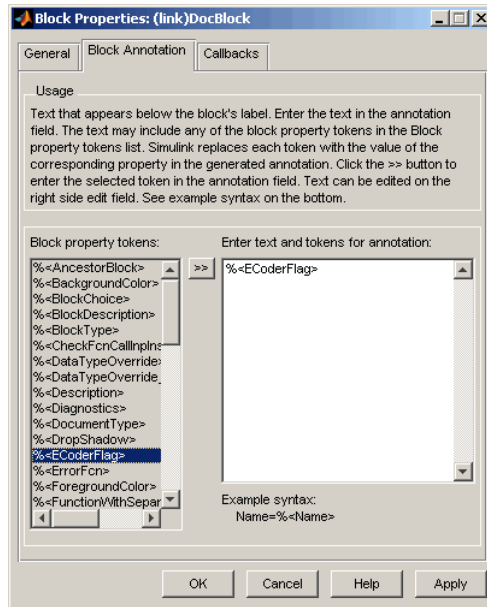 Block Properties: (link)DocBlock
General Block Annotation Callbacks
Usage
Text that appears below the block's label. Enter the text in the annotation
field. The text may include any of the block property tokens in the Block
property tokens list. Simulink replaces each token with the value of the
corresponding property in the generated annotation. Click the >> button to
enter the selected token in the annotation field. Text can be edited on the
right side edit field. See example syntax on the bottom.
Block property tokens:
%<AncestorBlock>
%<BackgroundColor>
%<BlockChoice>
%<BlockDescription>
%<BlockType>
%<CheckFcnCallInpIns
%<DataTypeOverride>
%<DataTypeOverride_
%<Description>
%<Diagnostics>
%<DocumentType>
%<DropShadow>
%<ECoderFlag>
%<ErrorFcn>
%<ForegroundColor>
%<FunctionWithSepar
>>
Enter text and tokens for annotation:
%<ECoderFlag>
Example syntax:
Name=%<Name>
OK Cancel Help Apply